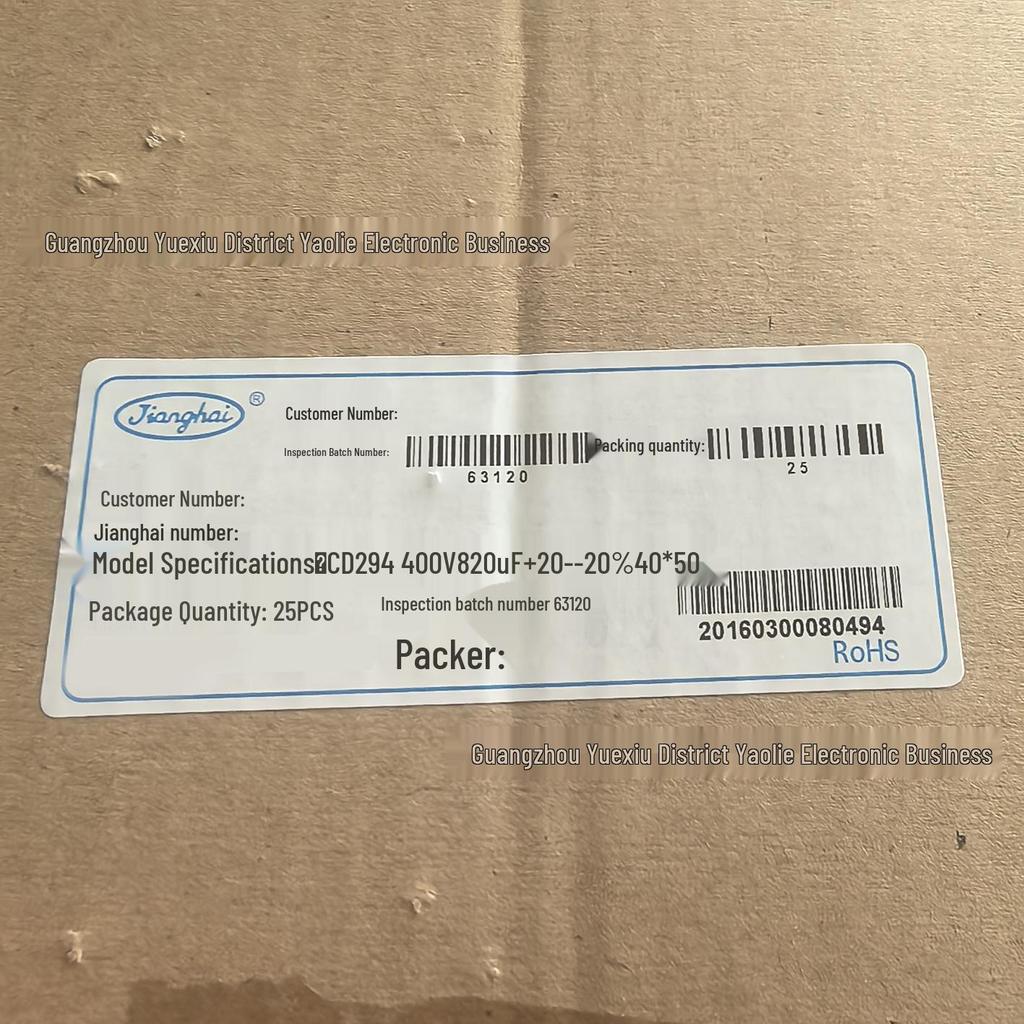 Guangzhou Yuexiu District Yaolie Electronic Business
Jianghai ®
Customer Number:
Inspection Batch Number:
63120
Packing quantity:
25
Customer Number:
Jianghai number:
Model Specifications CD294 400V820uF+20--20%40*50
Package Quantity: 25PCS
Inspection batch number 63120
20160300080494
Packer:
RoHS
Guangzhou Yuexiu District Yaolie Electronic Business